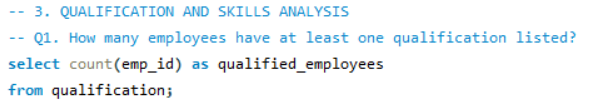 -- 3. QUALIFICATION AND SKILLS ANALYSIS
-- Q1. How many employees have at least one qualification listed?
select count(emp_id) as qualified_employees
from qualification;